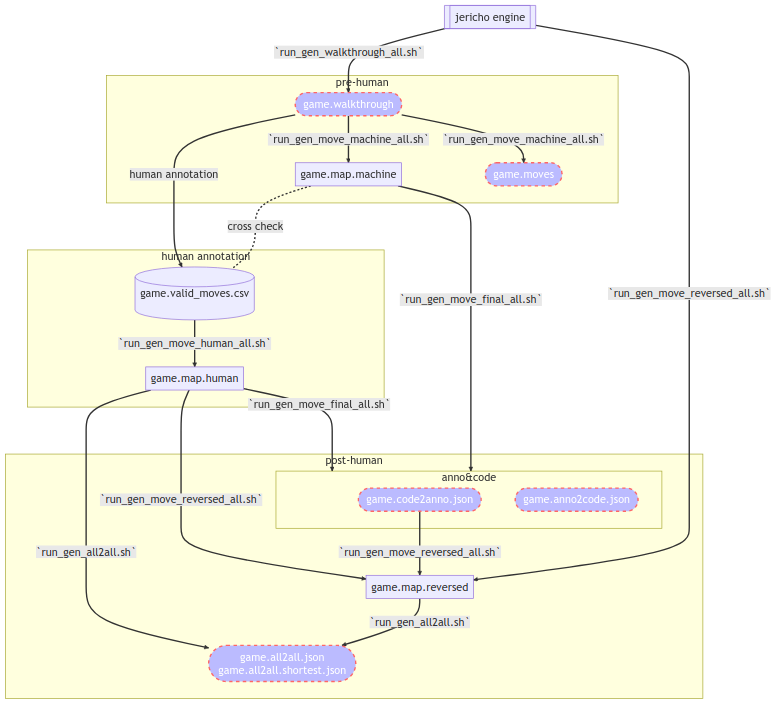 jericho engine
`run_gen_walkthrough_all.sh`
pre-human
game.walkthrough
`run_gen_move_machine_all.sh`
`run_gen_move_machine_all.sh`
human annotation
game.map.machine
game.moves
cross check
human annotation
game.valid_moves.csv
`run_gen_move_final_all.sh`
`run_gen_move_reversed_all.sh`
`run_gen_move_human_all.sh`
game.map.human
`run_gen_move_final_all.sh`
post-human
anno&code
game.code2anno.json
game.anno2code.json
`run_gen_move_reversed_all.sh`
`run_gen_all2all.sh`
`run_gen_move_reversed_all.sh`
game.map.reversed
`run_gen_all2all.sh`
game.all2all.json
game.all2all.shortest.json